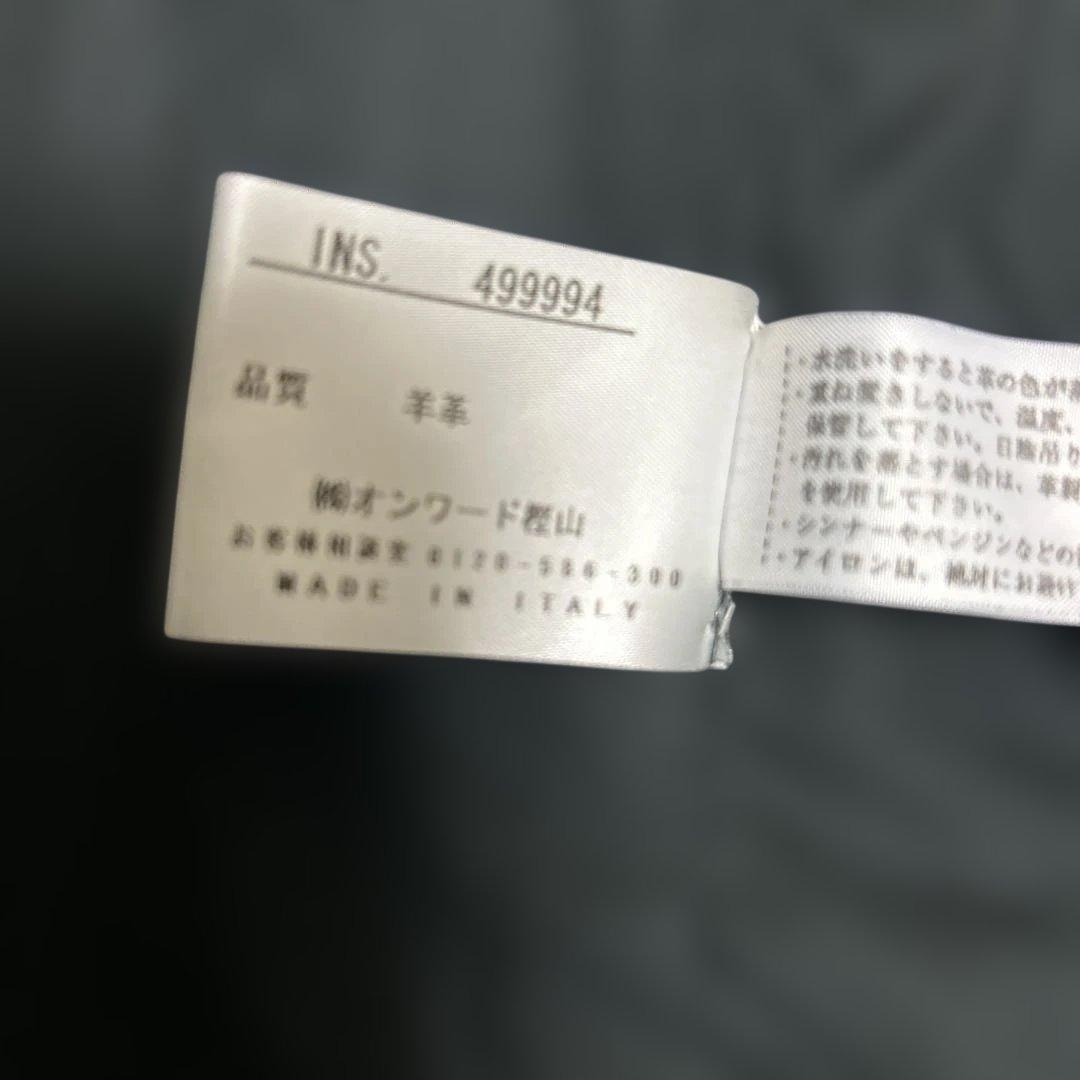 INS. 499994
品質 羊革
㈱オンワード樫山
お客様相談室 0120-586-300
MADE IN ITALY
・水洗いをすると革の色が
・重ね置きしないで、温度、
保管して下さい。日陰吊り
・汚れを落とす場合は、革製
を使用して下さい。
・シンナーやベンジンなどの
・アイロンは、絶対にお避け